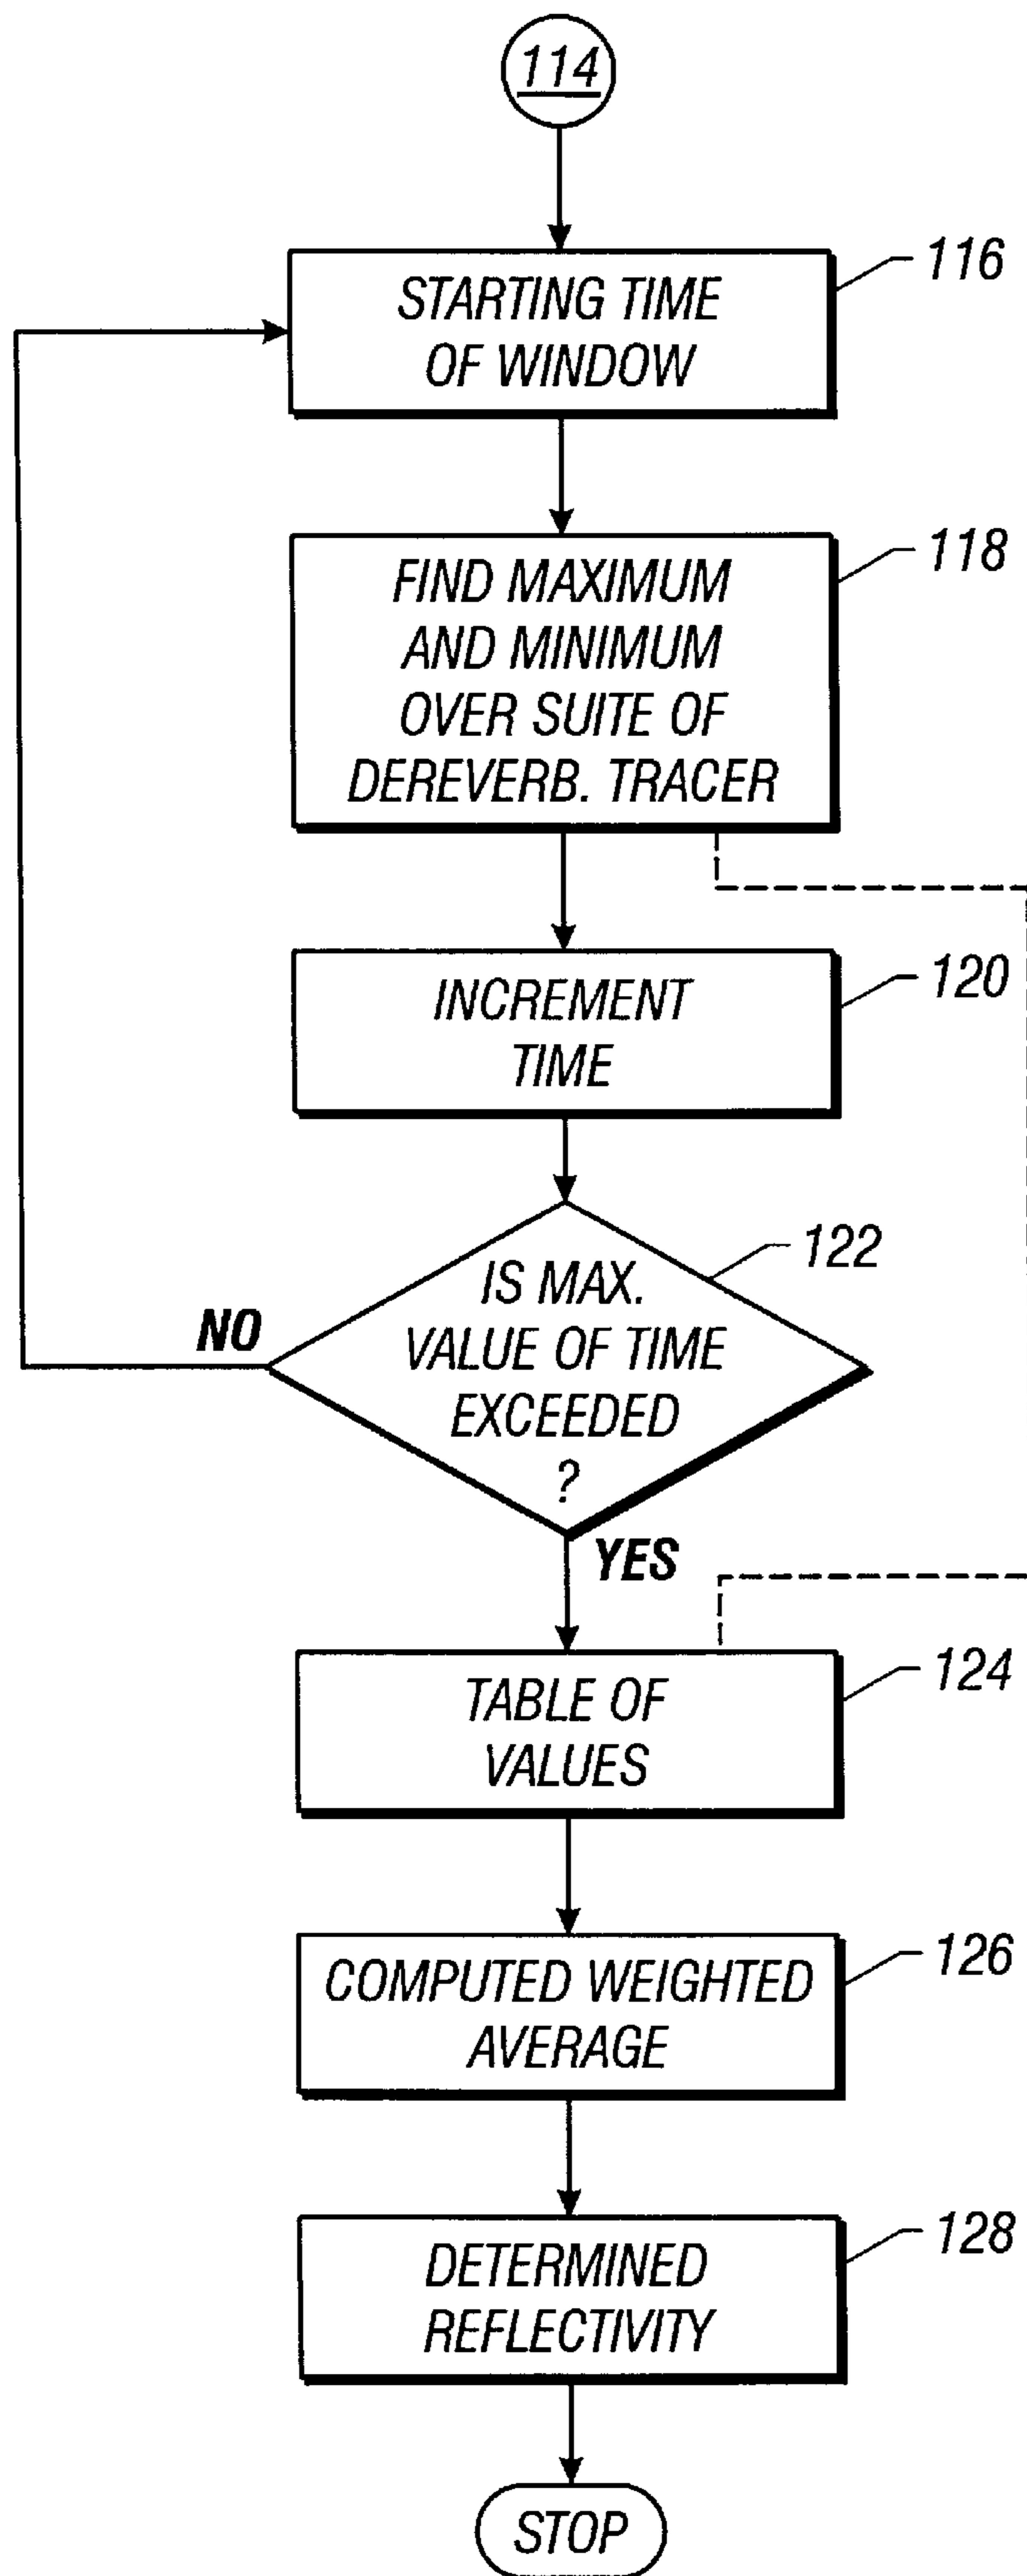 114
STARTING TIME
OF WINDOW
116
FIND MAXIMUM
AND MINIMUM
OVER SUITE OF
DEREVERB. TRACER
118
INCREMENT
TIME
120
IS MAX.
VALUE OF TIME
EXCEEDED
?
122
NO
YES
TABLE OF
VALUES
124
COMPUTED WEIGHTED
AVERAGE
126
DETERMINED
REFLECTIVITY
128
STOP